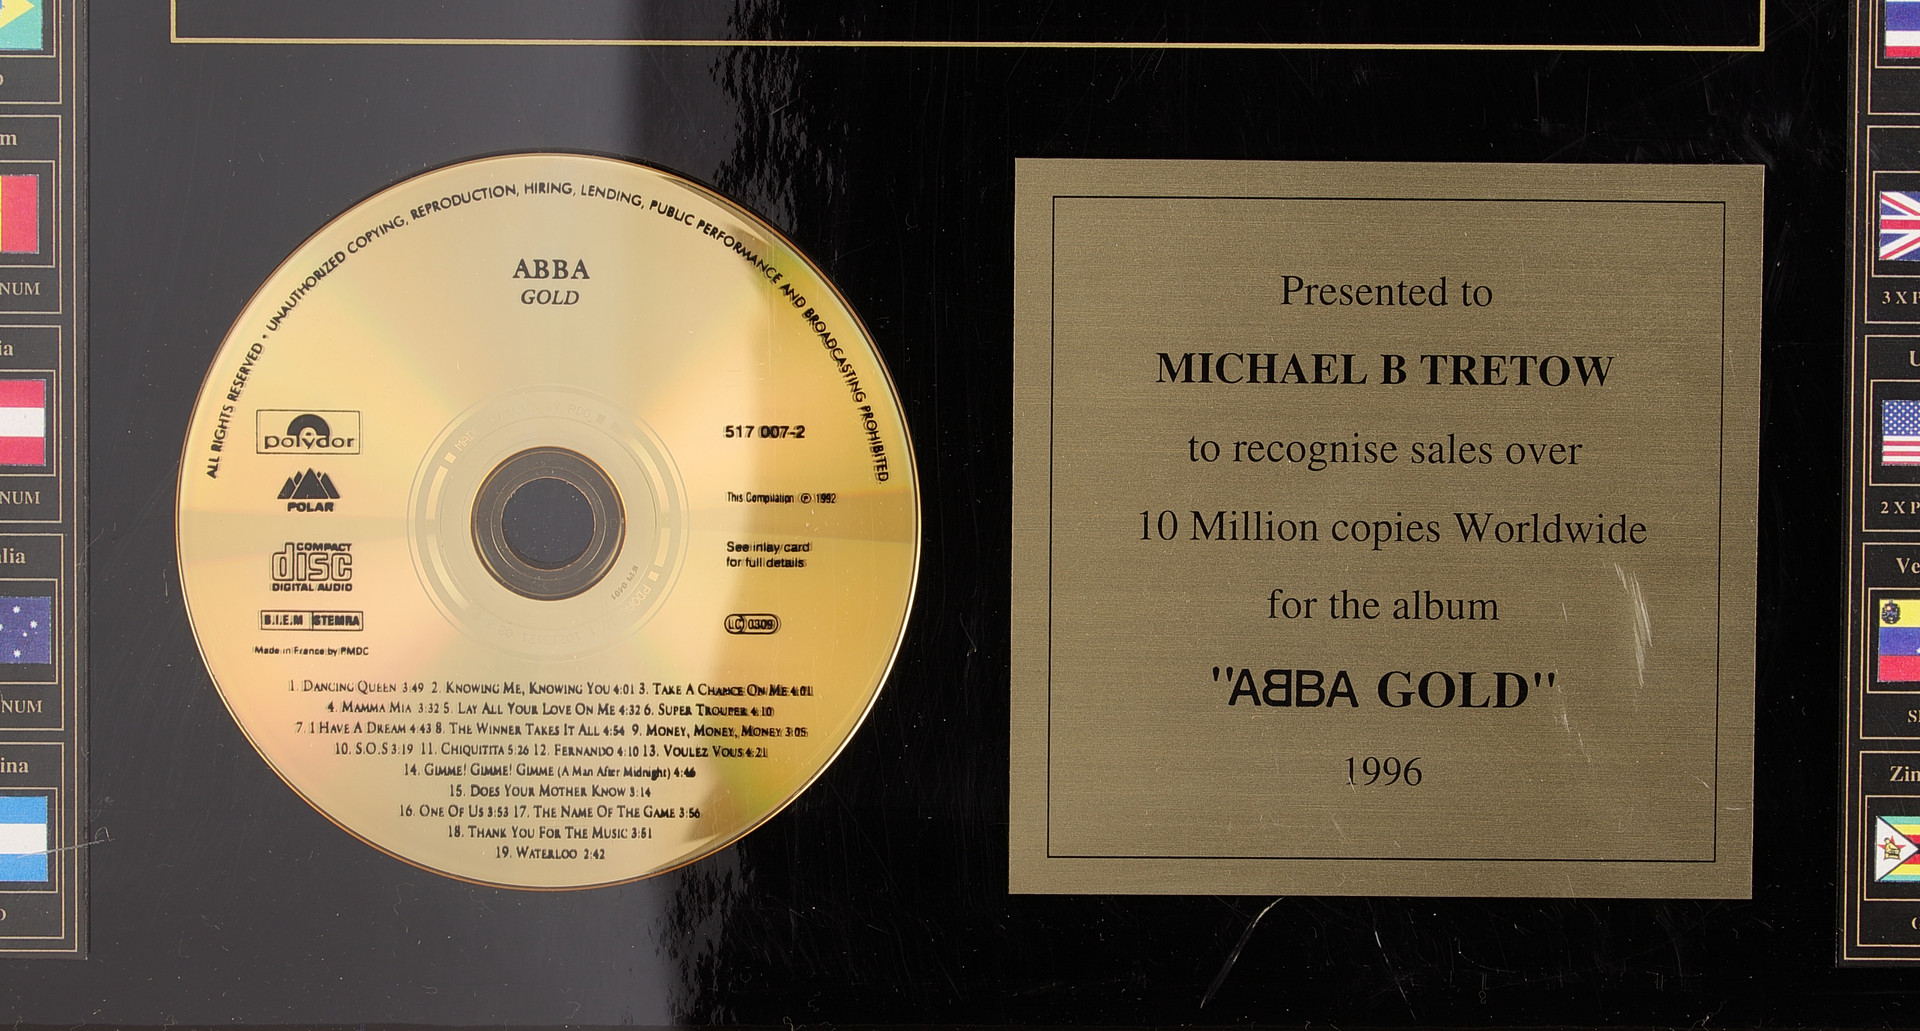 ALL RIGHTS RESERVED • UNAUTHORIZED COPYING, REPRODUCTION, HIRING, LENDING, PUBLIC PERFORMANCE AND BROADCASTING PROHIBITED.
ABBA
GOLD
polydor
POLAR
COMPACT
disc
DIGITAL AUDIO
B.I.E.M STEMRA
Made in France by PMDC
517 007-2
This Compilation ℗ 1992
See inlay card
for full details
LC 0309
1. DANCING QUEEN 3:49 2. KNOWING ME, KNOWING YOU 4:01 3. TAKE A CHANCE ON ME 4:01
4. MAMMA MIA 3:32 5. LAY ALL YOUR LOVE ON ME 4:32 6. SUPER TROUPER 4:10
7. I HAVE A DREAM 4:43 8. THE WINNER TAKES IT ALL 4:54 9. MONEY, MONEY, MONEY 3:05
10. S.O.S 3:19 11. CHIQUITITA 5:26 12. FERNANDO 4:10 13. VOULEZ VOUS 4:21
14. GIMME! GIMME! GIMME (A Man After Midnight) 4:46
15. DOES YOUR MOTHER KNOW 3:14
16. ONE OF US 3:53 17. THE NAME OF THE GAME 3:56
18. THANK YOU FOR THE MUSIC 3:51
19. WATERLOO 2:42
Presented to
MICHAEL B TRETOW
to recognise sales over
10 Million copies Worldwide
for the album
"ABBA GOLD"
1996
NUM
NUM
NUM
3 X P
2 X P